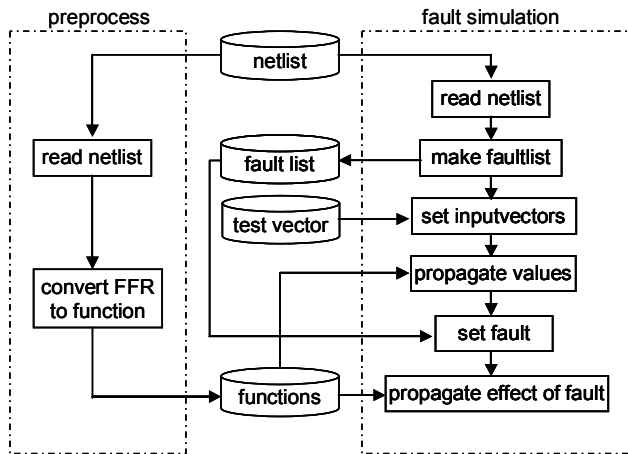 preprocess
fault simulation
netlist
read netlist
read netlist
fault list
make faultlist
test vector
set inputvectors
convert FFR
to function
propagate values
set fault
functions
propagate effect of fault